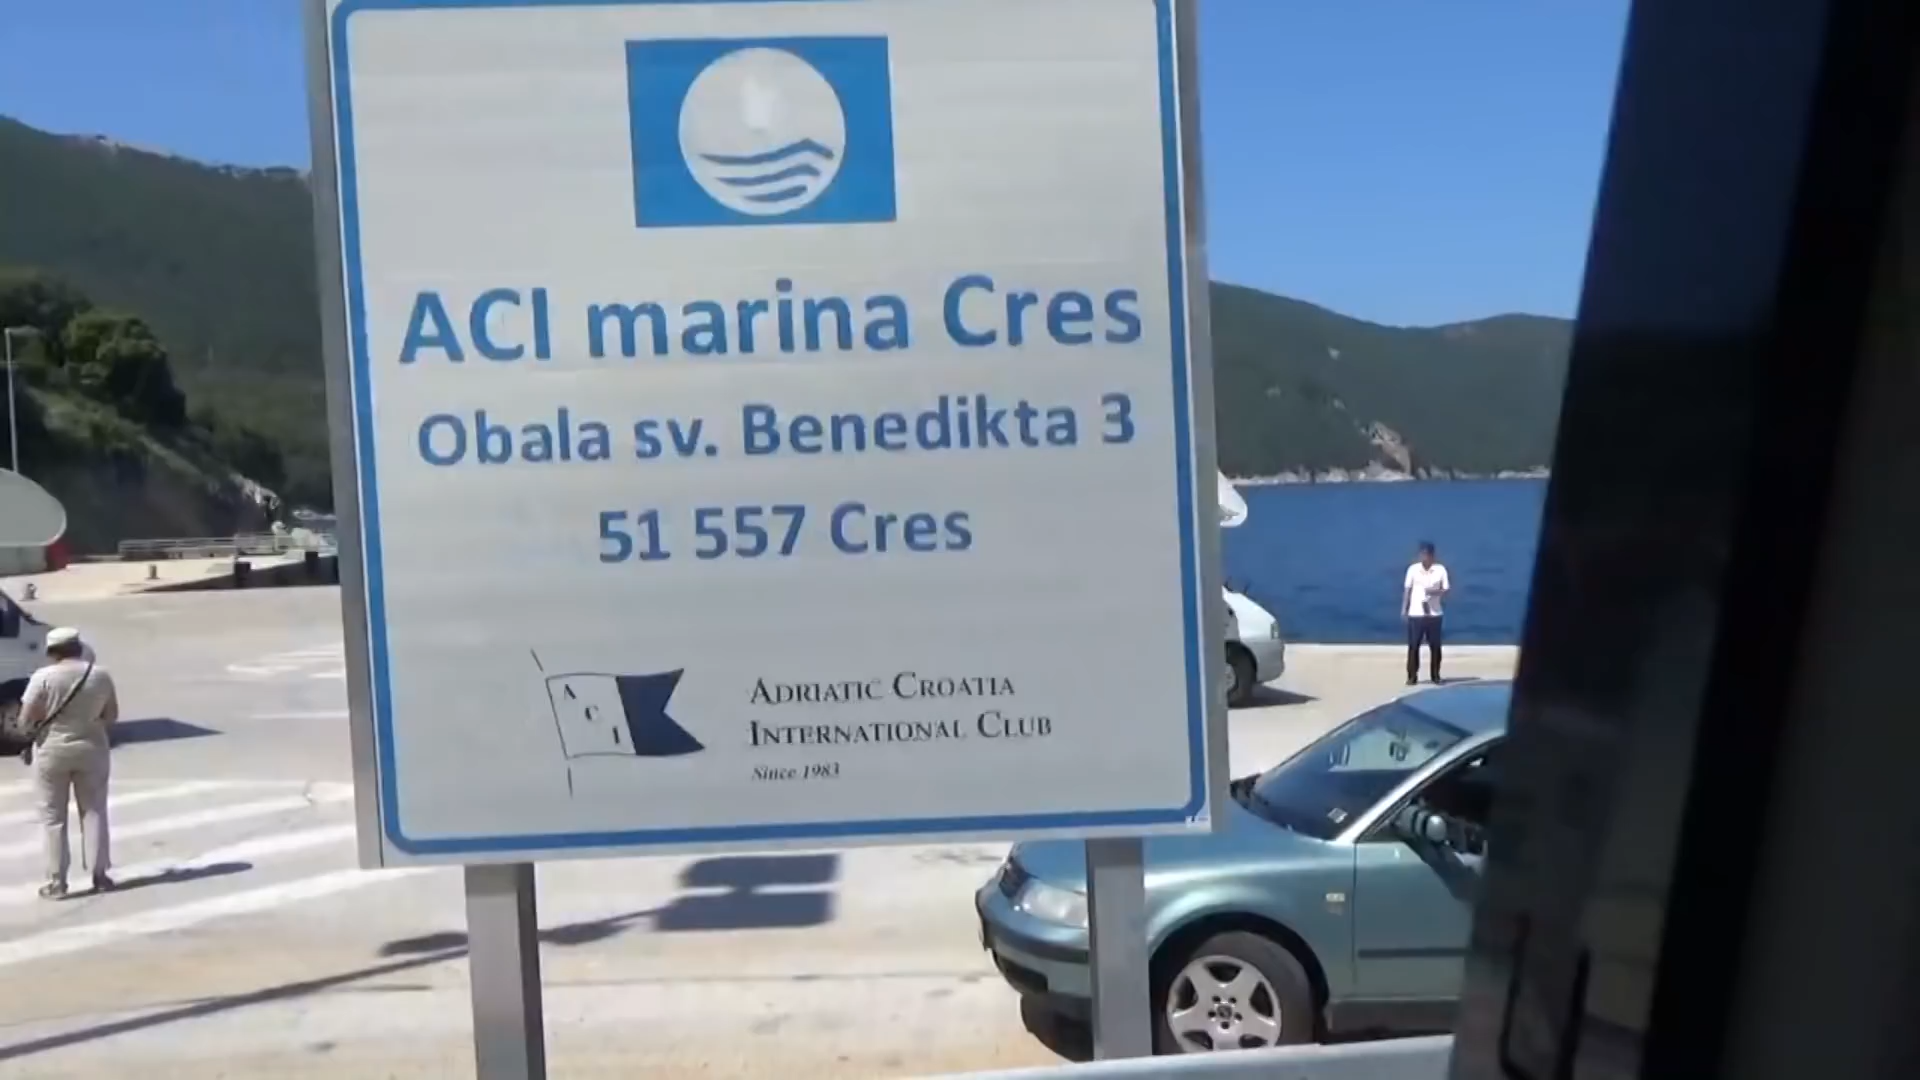 ACI marina Cres
Obala sv. Benedikta 3
51 557 Cres
A
C
I
ADRIATIC CROATIA
INTERNATIONAL CLUB
Since 1983